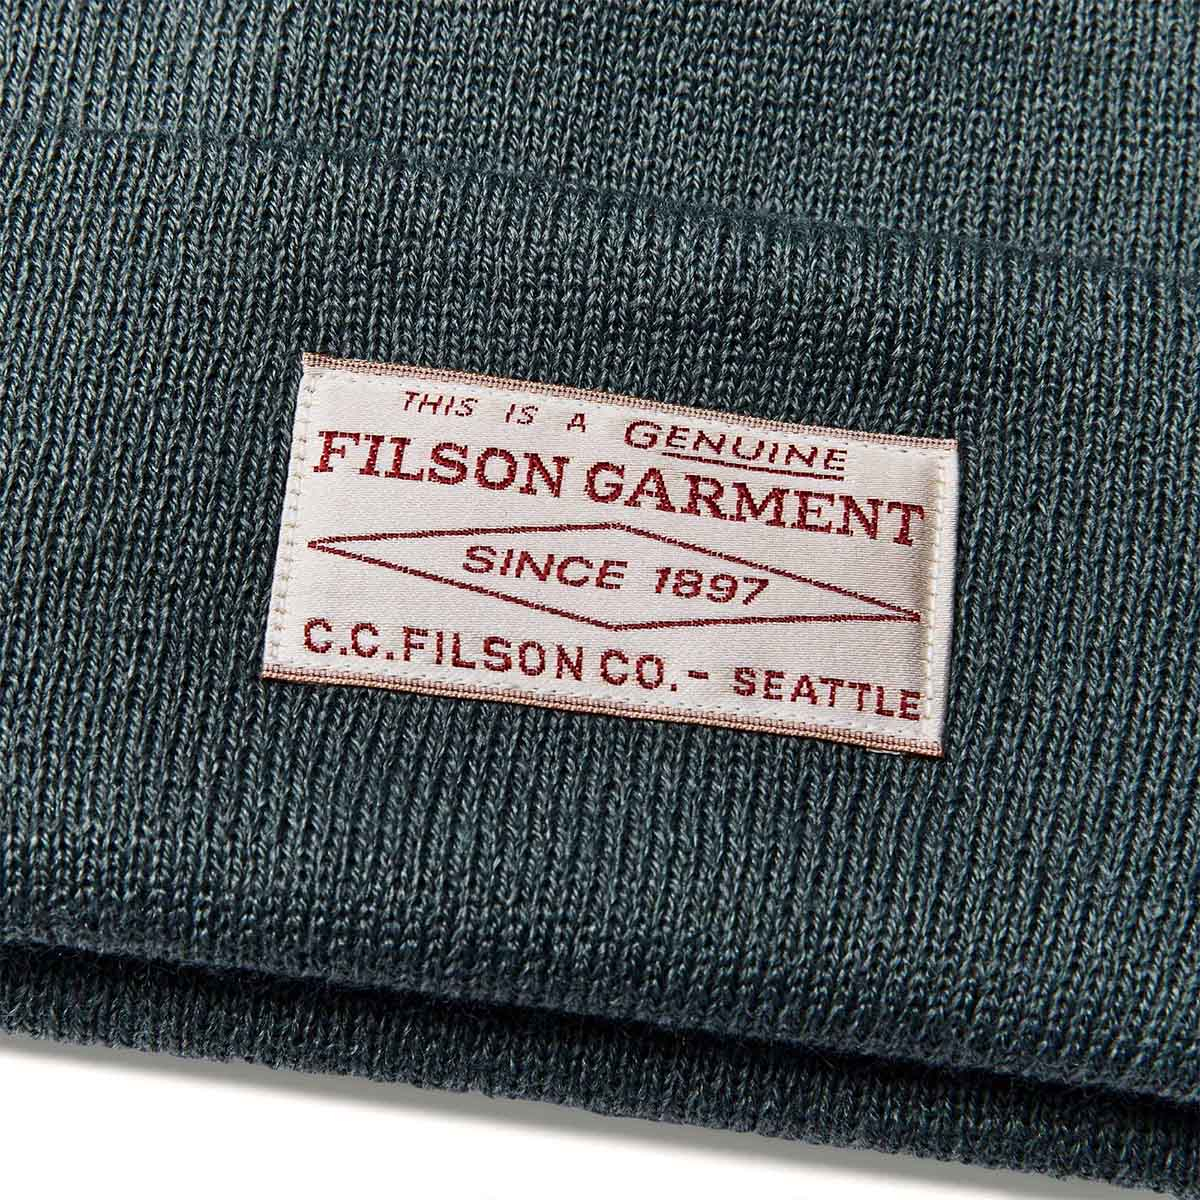 THIS IS A GENUINE
FILSON GARMENT
SINCE 1897
C.C.FILSON CO.- SEATTLE